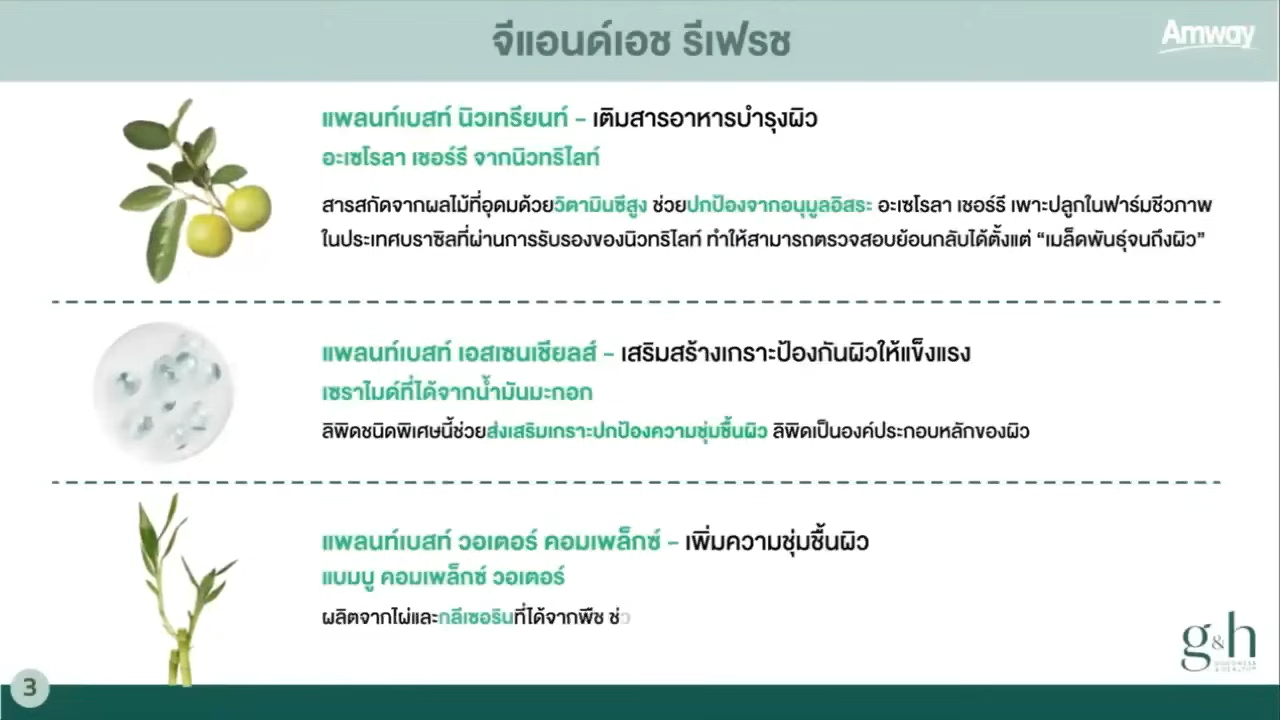 จีแอนด์เอช รีเฟรช
Amway
แพลนท์เบสท์ นิวเทรียนท์ - เติมสารอาหารบำรุงผิว
อะเซโรลา เชอร์รี จากนิวทริไลท์
สารสกัดจากผลไม้ที่อุดมด้วยวิตามินซีสูง ช่วยปกป้องจากอนุมูลอิสระ อะเซโรลา เชอร์รี เพาะปลูกในฟาร์มชีวภาพ
ในประเทศบราซิลที่ผ่านการรับรองของนิวทริไลท์ ทำให้สามารถตรวจสอบย้อนกลับได้ตั้งแต่ “เมล็ดพันธุ์จนถึงผิว”
แพลนท์เบสท์ เอสเซนเชียลส์ - เสริมสร้างเกราะป้องกันผิวให้แข็งแรง
เซราไมด์ที่ได้จากน้ำมันมะกอก
ลิพิดชนิดพิเศษนี้ช่วยส่งเสริมเกราะปกป้องความชุ่มชื้นผิว ลิพิดเป็นองค์ประกอบหลักของผิว
แพลนท์เบสท์ วอเตอร์ คอมเพล็กซ์ - เพิ่มความชุ่มชื้นผิว
แบมบู คอมเพล็กซ์ วอเตอร์
ผลิตจากไผ่และกลีเซอรินที่ได้จากพืช ช่ว
g&h
3